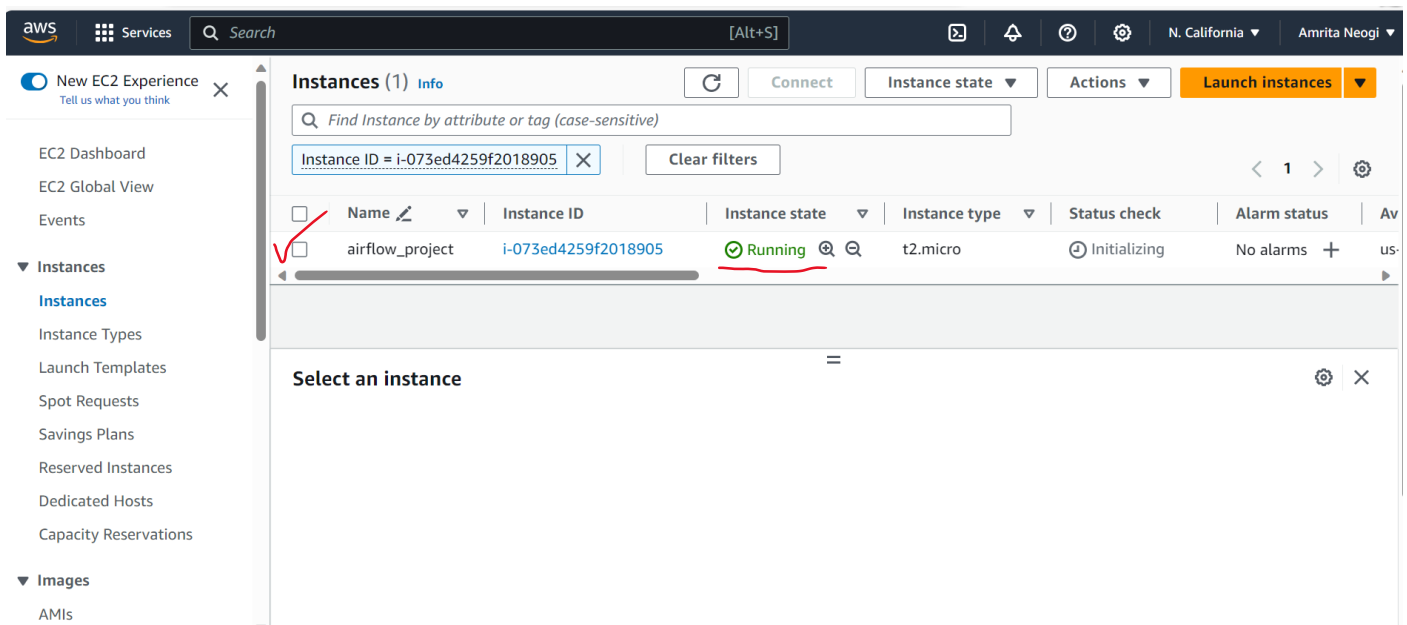 aws Services Search [Alt+S] N. California Amrita Neogi
New EC2 Experience
Tell us what you think
EC2 Dashboard
EC2 Global View
Events
Instances
Instances
Instance Types
Launch Templates
Spot Requests
Savings Plans
Reserved Instances
Dedicated Hosts
Capacity Reservations
Images
AMIs
Instances (1) Info Connect Instance state Actions Launch instances
Find Instance by attribute or tag (case-sensitive)
Instance ID = i-073ed4259f2018905 Clear filters
1
Name Instance ID Instance state Instance type Status check Alarm status Av
airflow_project i-073ed4259f2018905 Running t2.micro Initializing No alarms us-
Select an instance